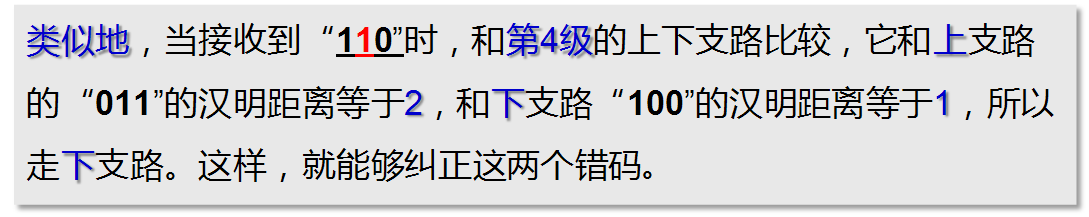 类似地，当接收到“110”时，和第4级的上下支路比较，它和上支路
的“011”的汉明距离等于2，和下支路“100”的汉明距离等于1，所以
走下支路。这样，就能够纠正这两个错码。